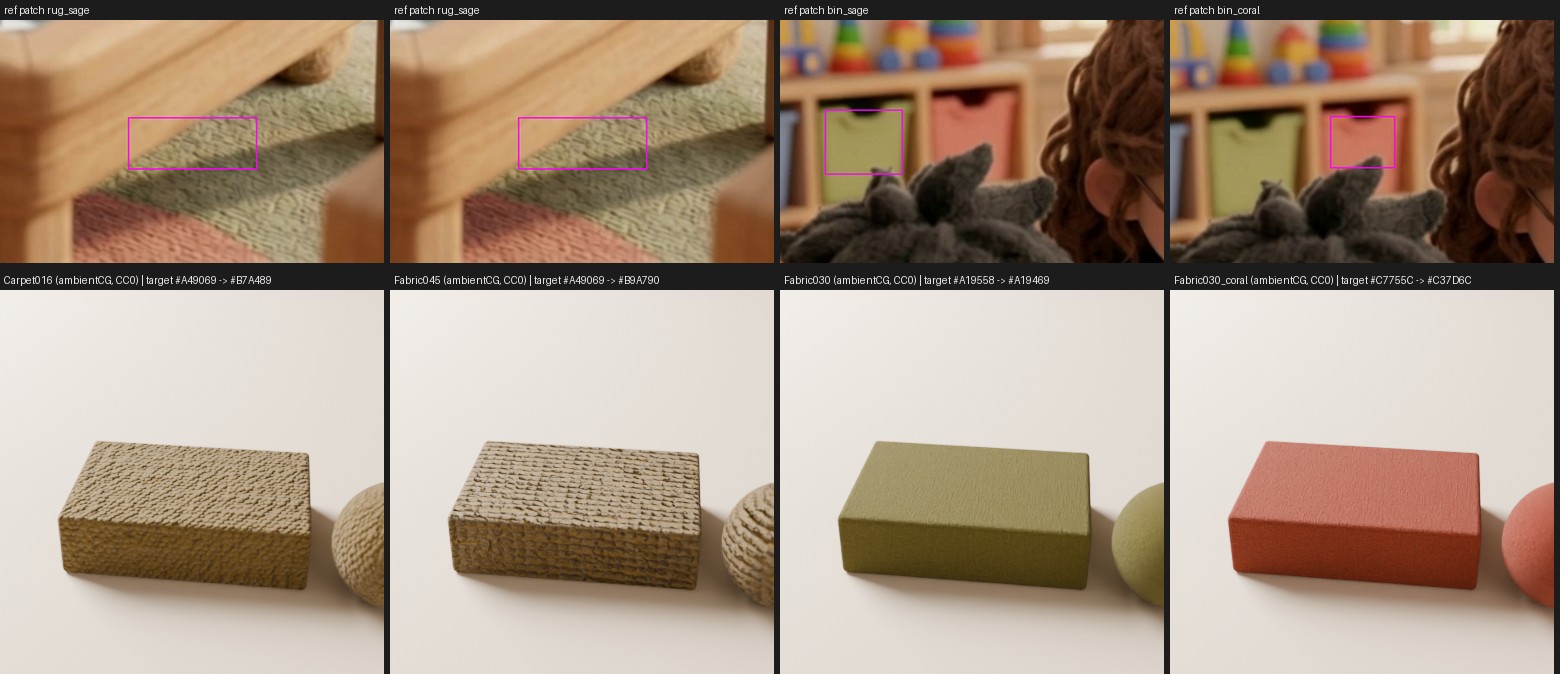 ref patch rug_sage
ref patch rug_sage
ref patch bin_sage
ref patch bin_coral
Carpet016 (ambientCG, CC0) | target #A49069 -> #B7A489
Fabric045 (ambientCG, CC0) | target #A49069 -> #B9A790
Fabric030 (ambientCG, CC0) | target #A19558 -> #A19469
Fabric030_coral (ambientCG, CC0) | target #C7755C -> #C37D6C